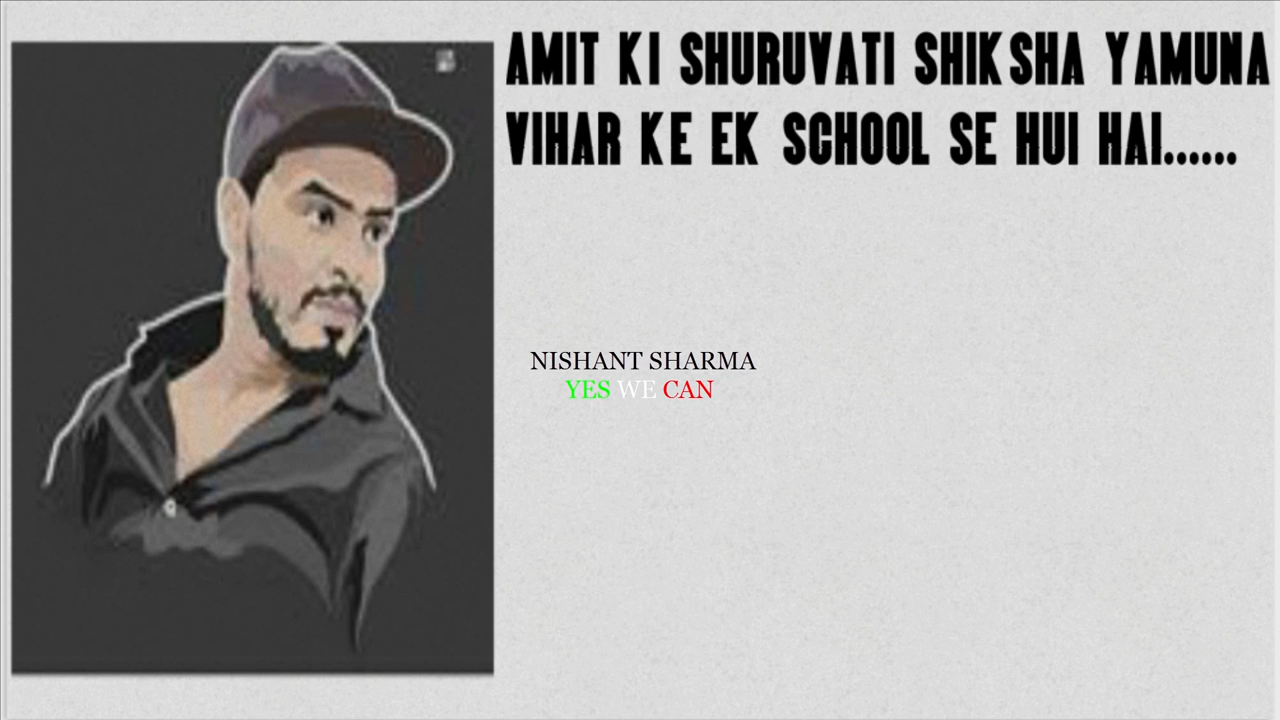 AMIT KI SHURUVATI SHIKSHA YAMUNA
VIHAR KE EK SCHOOL SE HUI HAI......
NISHANT SHARMA
YES WE CAN